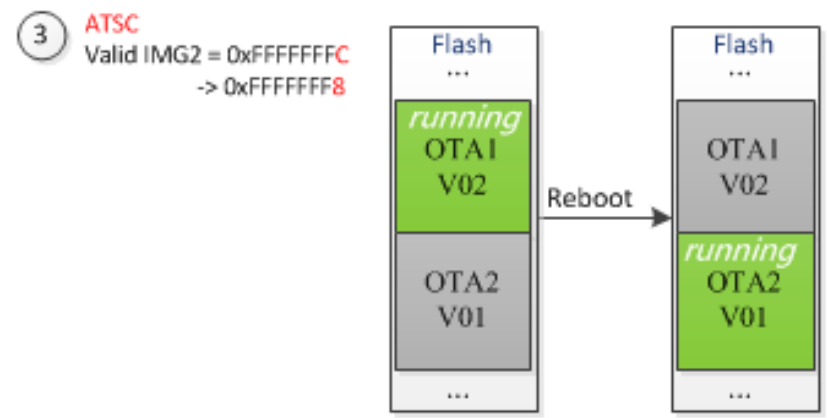 3
ATSC
Valid IMG2 = 0xFFFFFFFC
-> 0xFFFFFFF8
Flash
...
running
OTA1
V02
OTA2
V01
...
Reboot
Flash
...
OTA1
V02
running
OTA2
V01
...